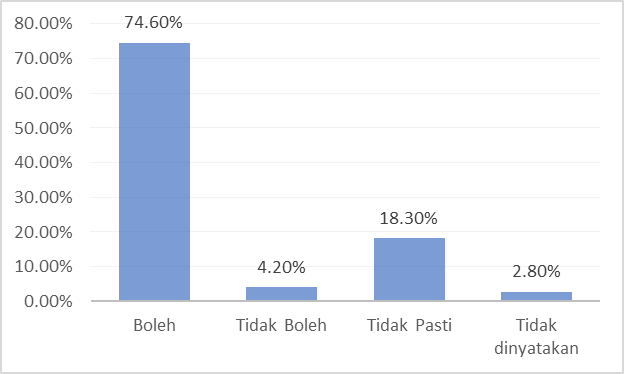 80.00%
70.00%
60.00%
50.00%
40.00%
30.00%
20.00%
10.00%
0.00%
74.60%
4.20%
18.30%
2.80%
Boleh
Tidak Boleh
Tidak Pasti
Tidak
dinyatakan